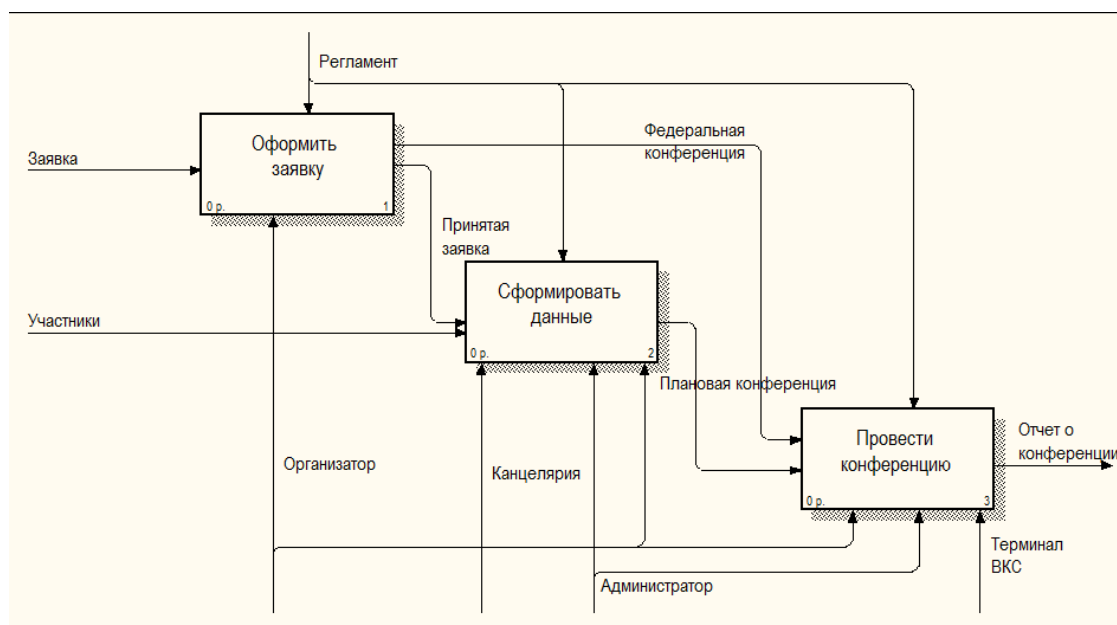 Регламент
Оформить
заявку
0 р.
1
Заявка
Федеральная
конференция
Принятая
заявка
Сформировать
данные
0 р.
2
Участники
Плановая конференция
Провести
конференцию
0 р.
3
Отчет о
конференции
Организатор
Канцелярия
Администратор
Терминал
ВКС